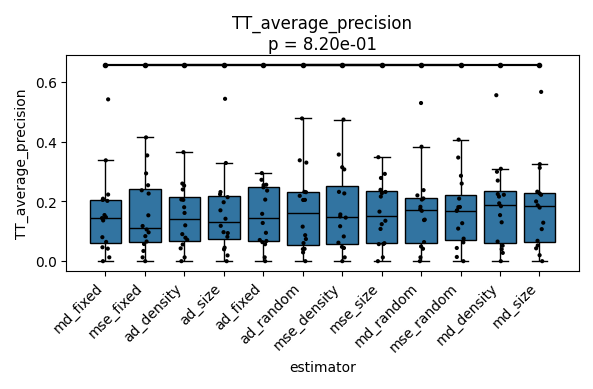 TT_average_precision
p = 8.20e-01
TT_average_precision
0.6
0.4
0.2
0.0
md_fixed
mse_fixed
ad_density
ad_size
ad_fixed
ad_random
mse_density
mse_size
md_random
mse_random
md_density
md_size
estimator